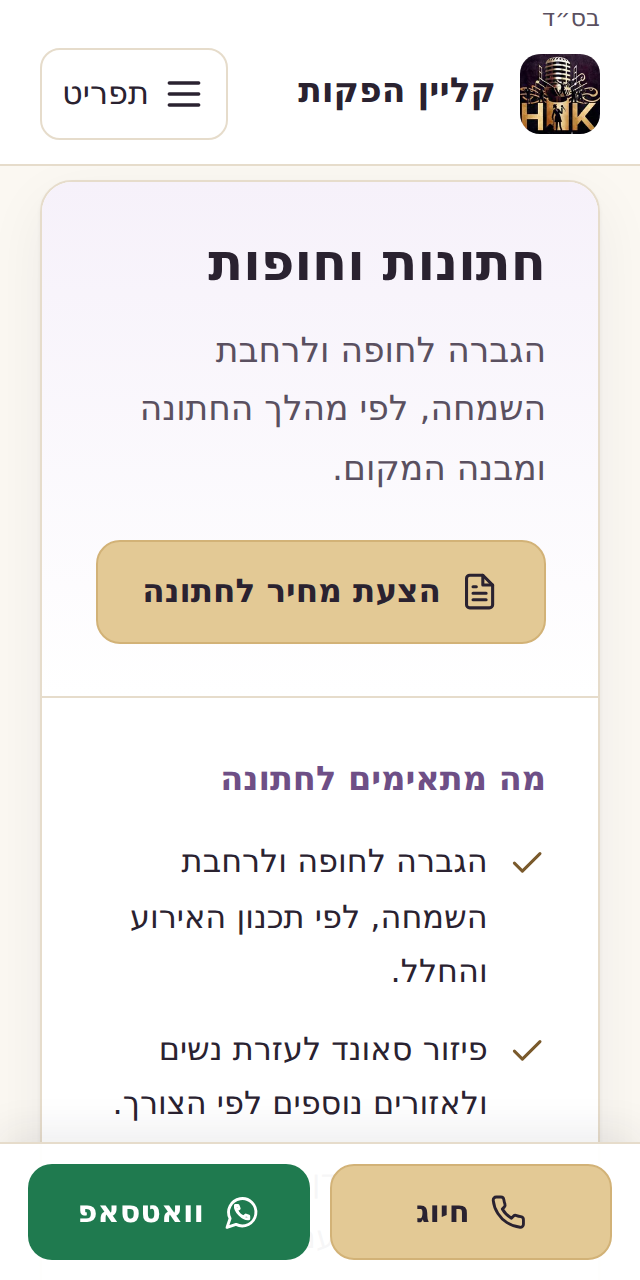 בס״ד
קליין הפקות
תפריט
חתונות וחופות
הגברה לחופה ולרחבת
השמחה, לפי מהלך החתונה
ומבנה המקום.
הצעת מחיר לחתונה
מה מתאימים לחתונה
הגברה לחופה ולרחבת
השמחה, לפי תכנון האירוע
והחלל.
פיזור סאונד לעזרת נשים
ולאזורים נוספים לפי הצורך.
חיוג
וואטסאפ